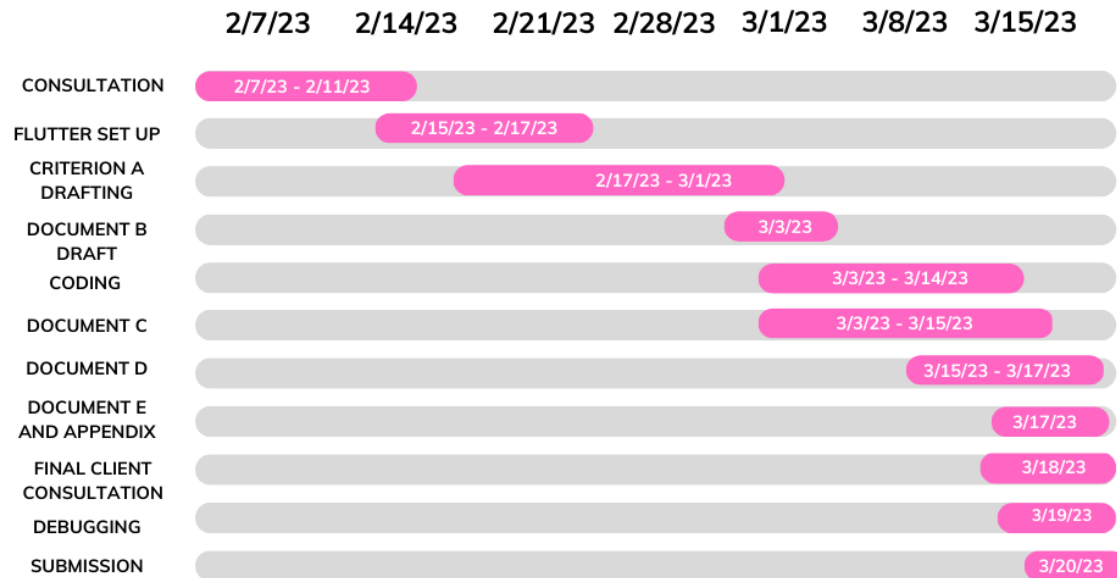 2/7/23 2/14/23 2/21/23 2/28/23 3/1/23 3/8/23 3/15/23
CONSULTATION
2/7/23 - 2/11/23
FLUTTER SET UP
2/15/23 - 2/17/23
CRITERION A
DRAFTING
2/17/23 - 3/1/23
DOCUMENT B
DRAFT
3/3/23
CODING
3/3/23 - 3/14/23
DOCUMENT C
3/3/23 - 3/15/23
DOCUMENT D
3/15/23 - 3/17/23
DOCUMENT E
AND APPENDIX
3/17/23
FINAL CLIENT
CONSULTATION
3/18/23
DEBUGGING
3/19/23
SUBMISSION
3/20/23